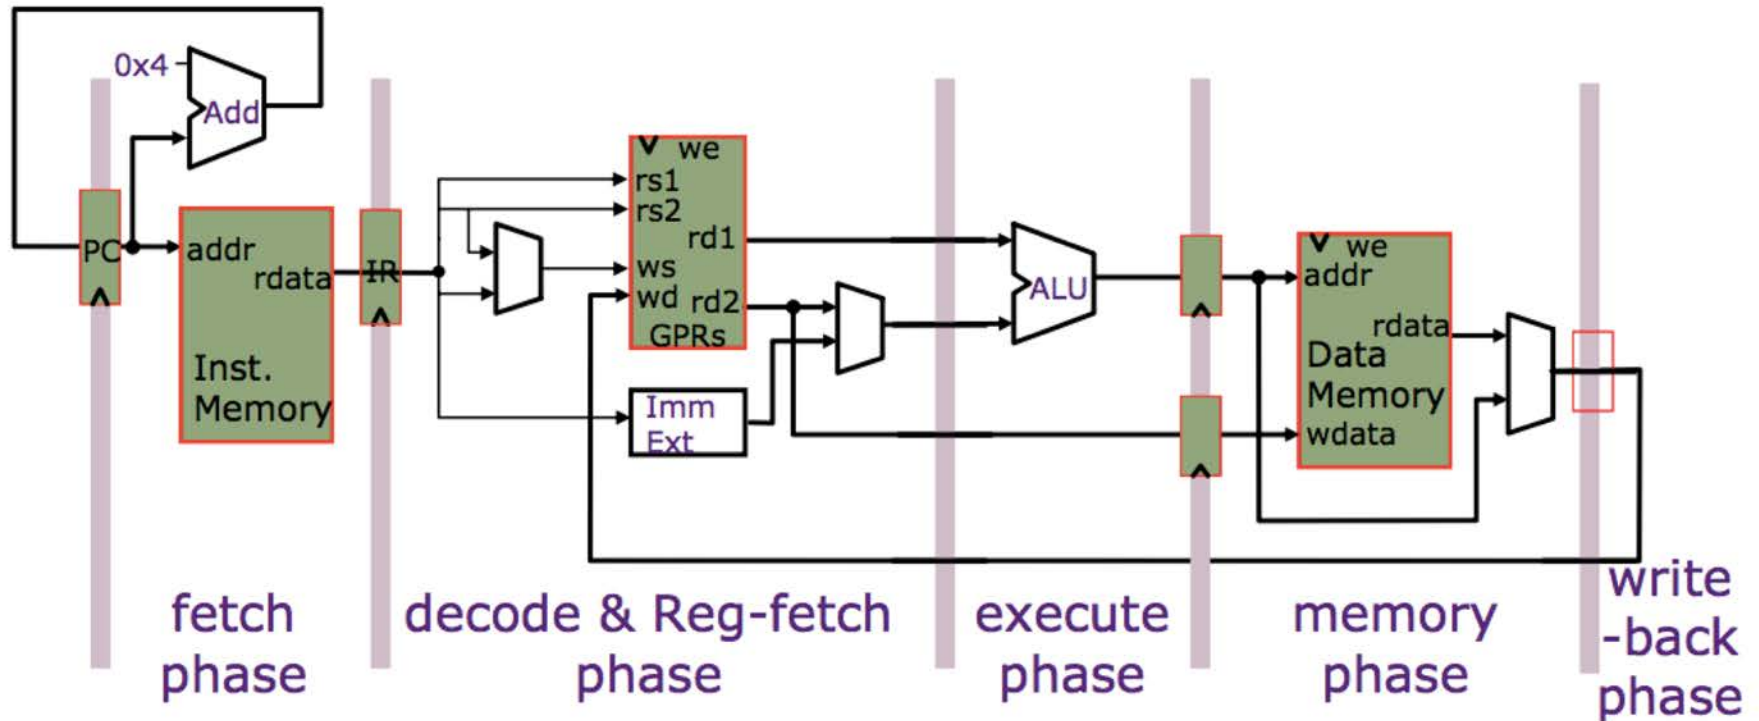 0x4
Add
PC
addr
rdata
Inst.
Memory
IR
we
rs1
rs2
rd1
ws
wd
rd2
GPRs
Imm
Ext
ALU
we
addr
rdata
Data
Memory
wdata
fetch
phase
decode & Reg-fetch
phase
execute
phase
memory
phase
write
-back
phase